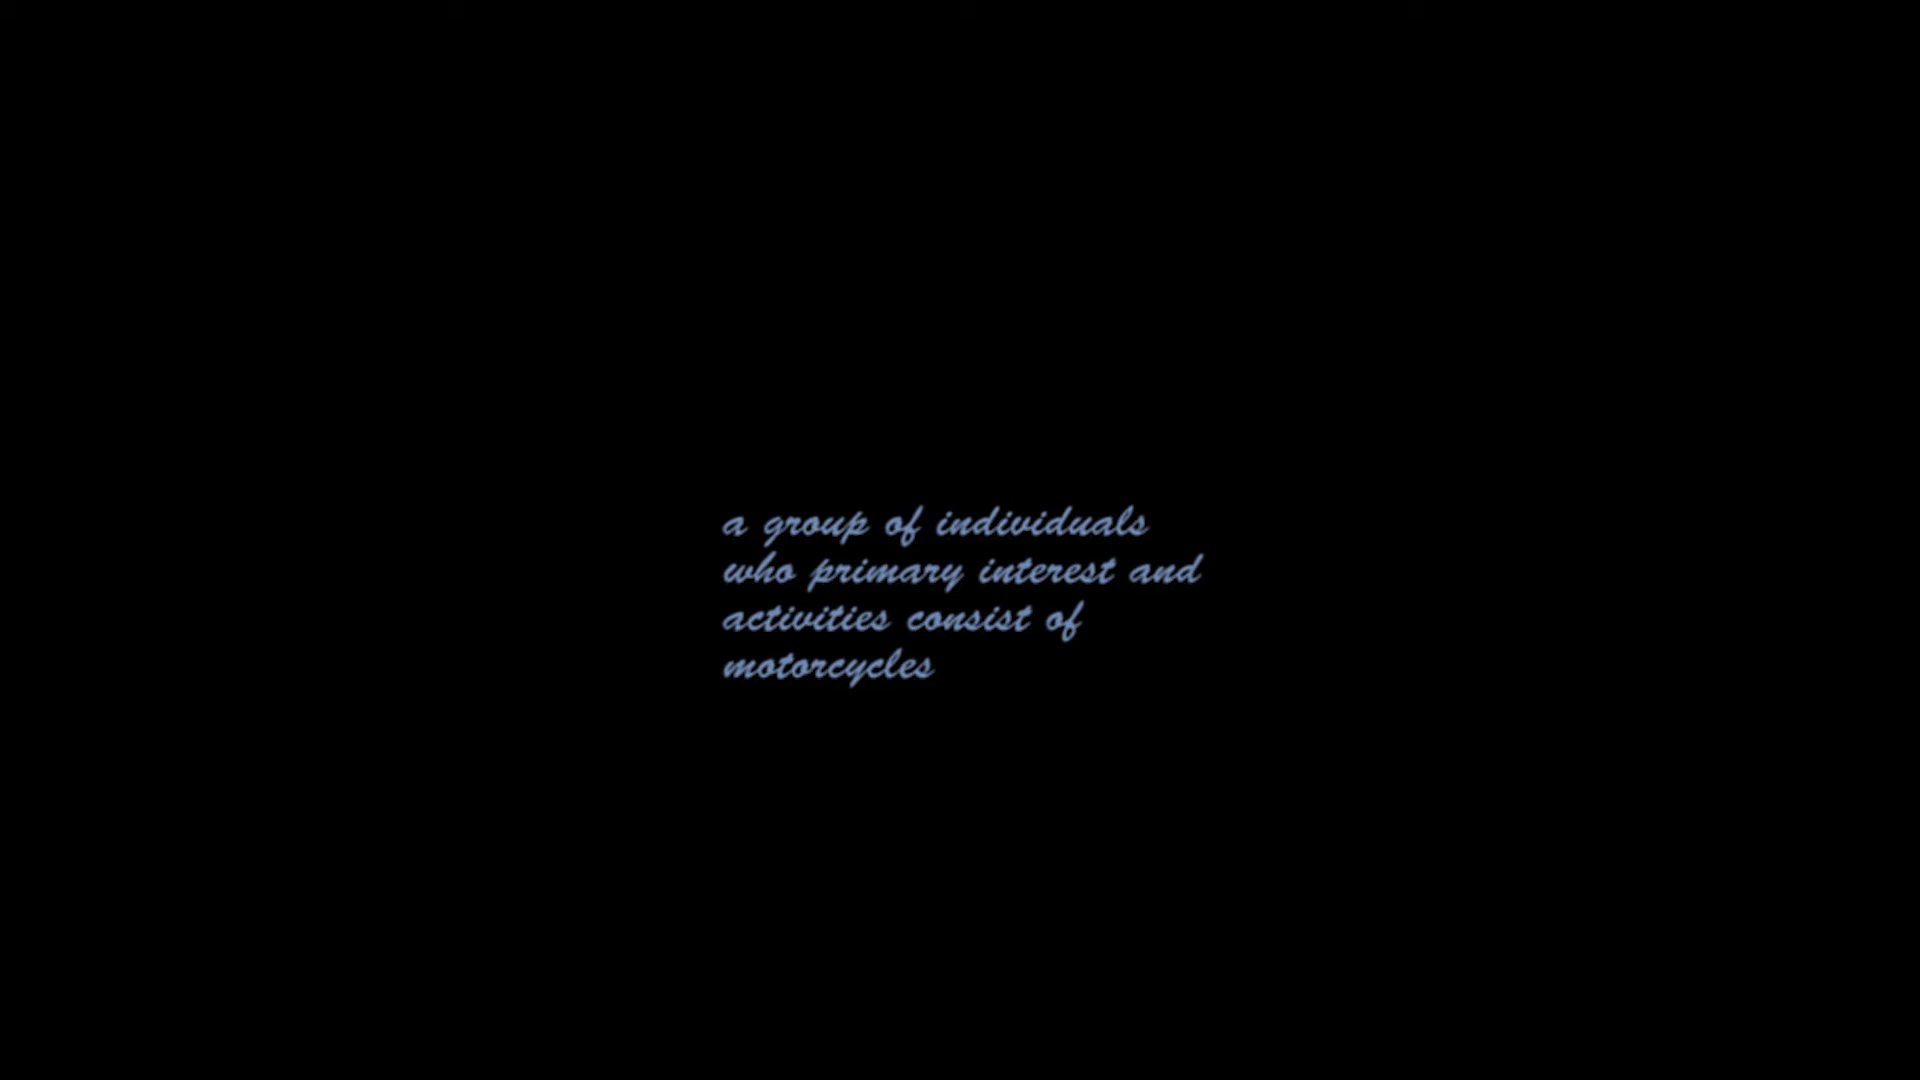 a group of individuals
who primary interest and
activities consist of
motorcycles